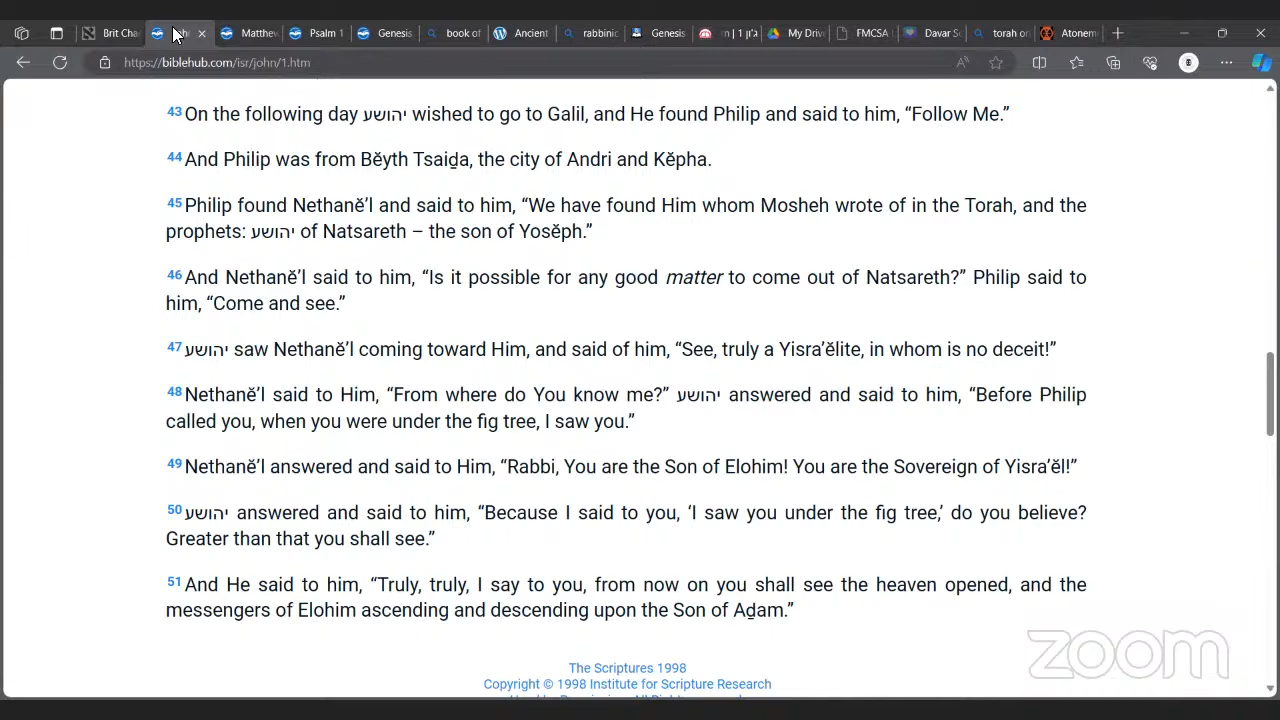 Brit Cha
Matthew
Psalm 1
Genesis
book of
Ancient
rabbinic
Genesis
m | 1 µ'a
My Drive
FMCSA
Davar S
torah on
Atonem
https://biblehub.com/isr/john/1.htm
43 On the following day יהושע wished to go to Galil, and He found Philip and said to him, “Follow Me.”
44 And Philip was from Bĕyth Tsaiḏa, the city of Andri and Kĕpha.
45 Philip found Nethanĕ’l and said to him, “We have found Him whom Mosheh wrote of in the Torah, and the
prophets: יהושע of Natsareth – the son of Yosĕph.”
46 And Nethanĕ’l said to him, “Is it possible for any good matter to come out of Natsareth?” Philip said to
him, “Come and see.”
47 יהושע saw Nethanĕ’l coming toward Him, and said of him, “See, truly a Yisra’ĕlite, in whom is no deceit!”
48 Nethanĕ’l said to Him, “From where do You know me?” יהושע answered and said to him, “Before Philip
called you, when you were under the fig tree, I saw you.”
49 Nethanĕ’l answered and said to Him, “Rabbi, You are the Son of Elohim! You are the Sovereign of Yisra’ĕl!”
50 יהושע answered and said to him, “Because I said to you, ‘I saw you under the fig tree,’ do you believe?
Greater than that you shall see.”
51 And He said to him, “Truly, truly, I say to you, from now on you shall see the heaven opened, and the
messengers of Elohim ascending and descending upon the Son of Aḏam.”
zoom
The Scriptures 1998
Copyright © 1998 Institute for Scripture Research